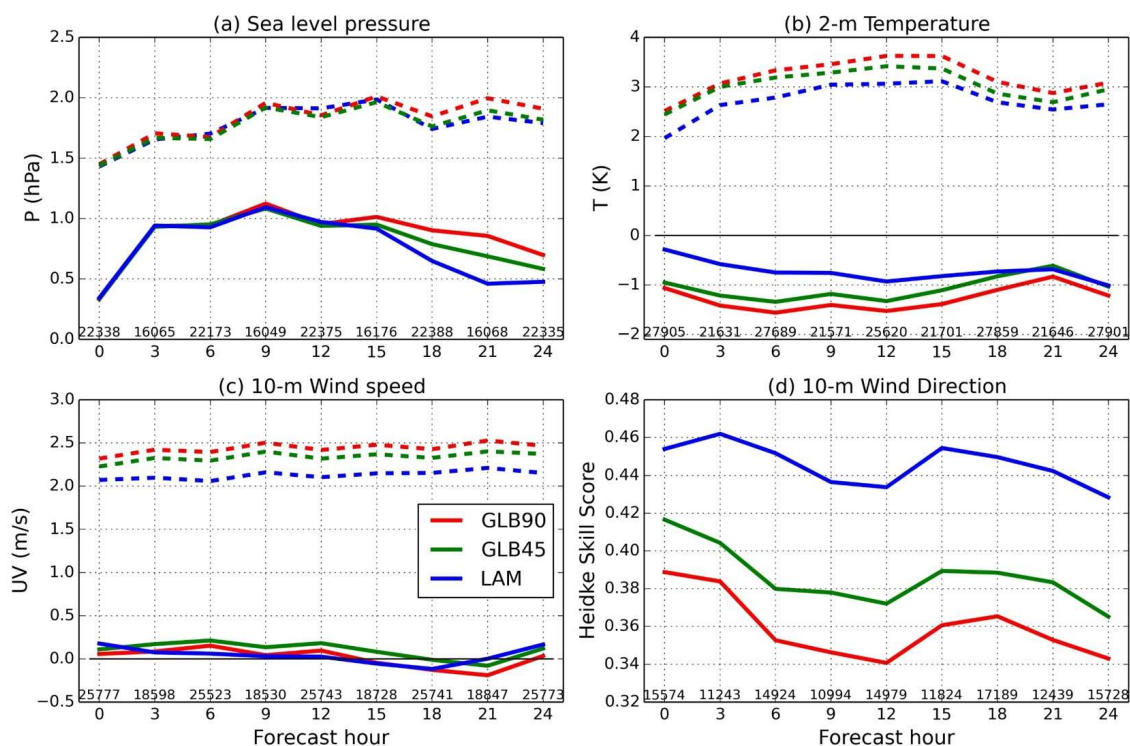 (a) Sea level pressure
P (hPa)
2.5
2.0
1.5
1.0
0.5
0.0
22338 16065 22173 16049 22375 16176 22388 16068 22335
0 3 6 9 12 15 18 21 24
(b) 2-m Temperature
T (K)
4
3
2
1
0
−1
−2
27905 21631 27689 21571 25620 21701 27859 21646 27901
0 3 6 9 12 15 18 21 24
(c) 10-m Wind speed
UV (m/s)
3.0
2.5
2.0
1.5
1.0
0.5
0.0
−0.5
GLB90
GLB45
LAM
25777 18598 25523 18530 25743 18728 25741 18847 25773
0 3 6 9 12 15 18 21 24
Forecast hour
(d) 10-m Wind Direction
Heidke Skill Score
0.48
0.46
0.44
0.42
0.40
0.38
0.36
0.34
0.32
15574 11243 14924 10994 14979 11824 17189 12439 15728
0 3 6 9 12 15 18 21 24
Forecast hour